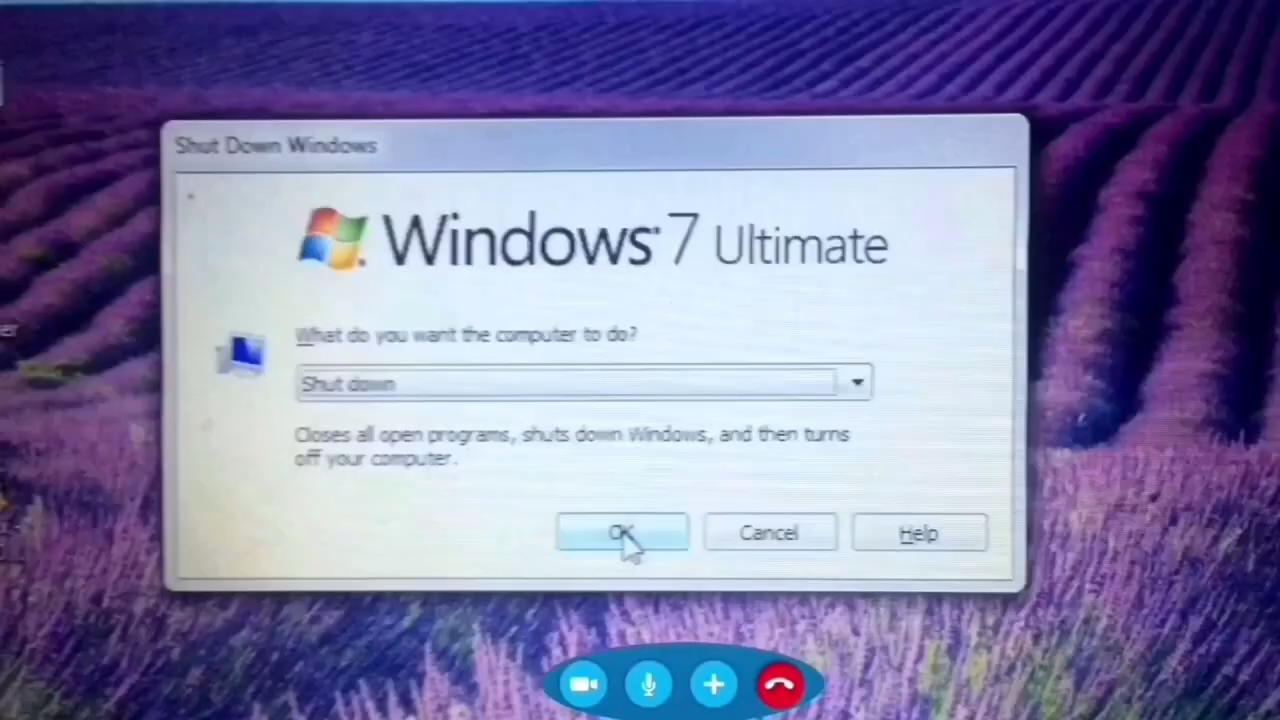 Shut Down Windows
Windows 7 Ultimate
What do you want the computer to do?
Shut down
Closes all open programs, shuts down Windows, and then turns
off your computer.
OK
Cancel
Help